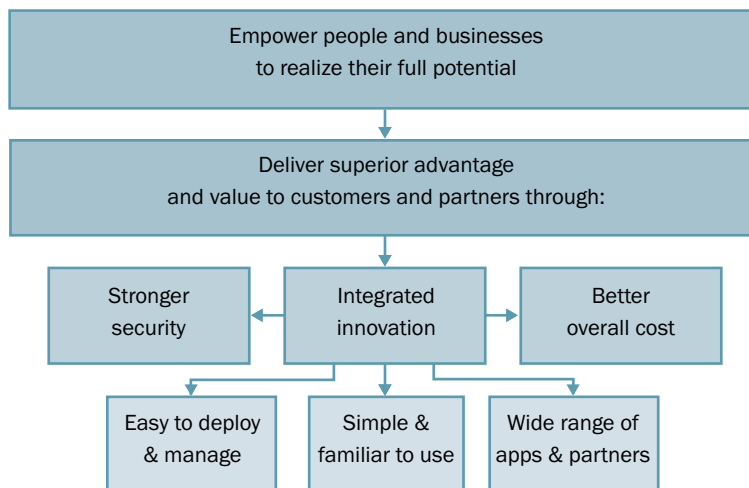 Empower people and businesses
to realize their full potential
Deliver superior advantage
and value to customers and partners through:
Stronger
security
Integrated
innovation
Better
overall cost
Easy to deploy
& manage
Simple &
familiar to use
Wide range of
apps & partners